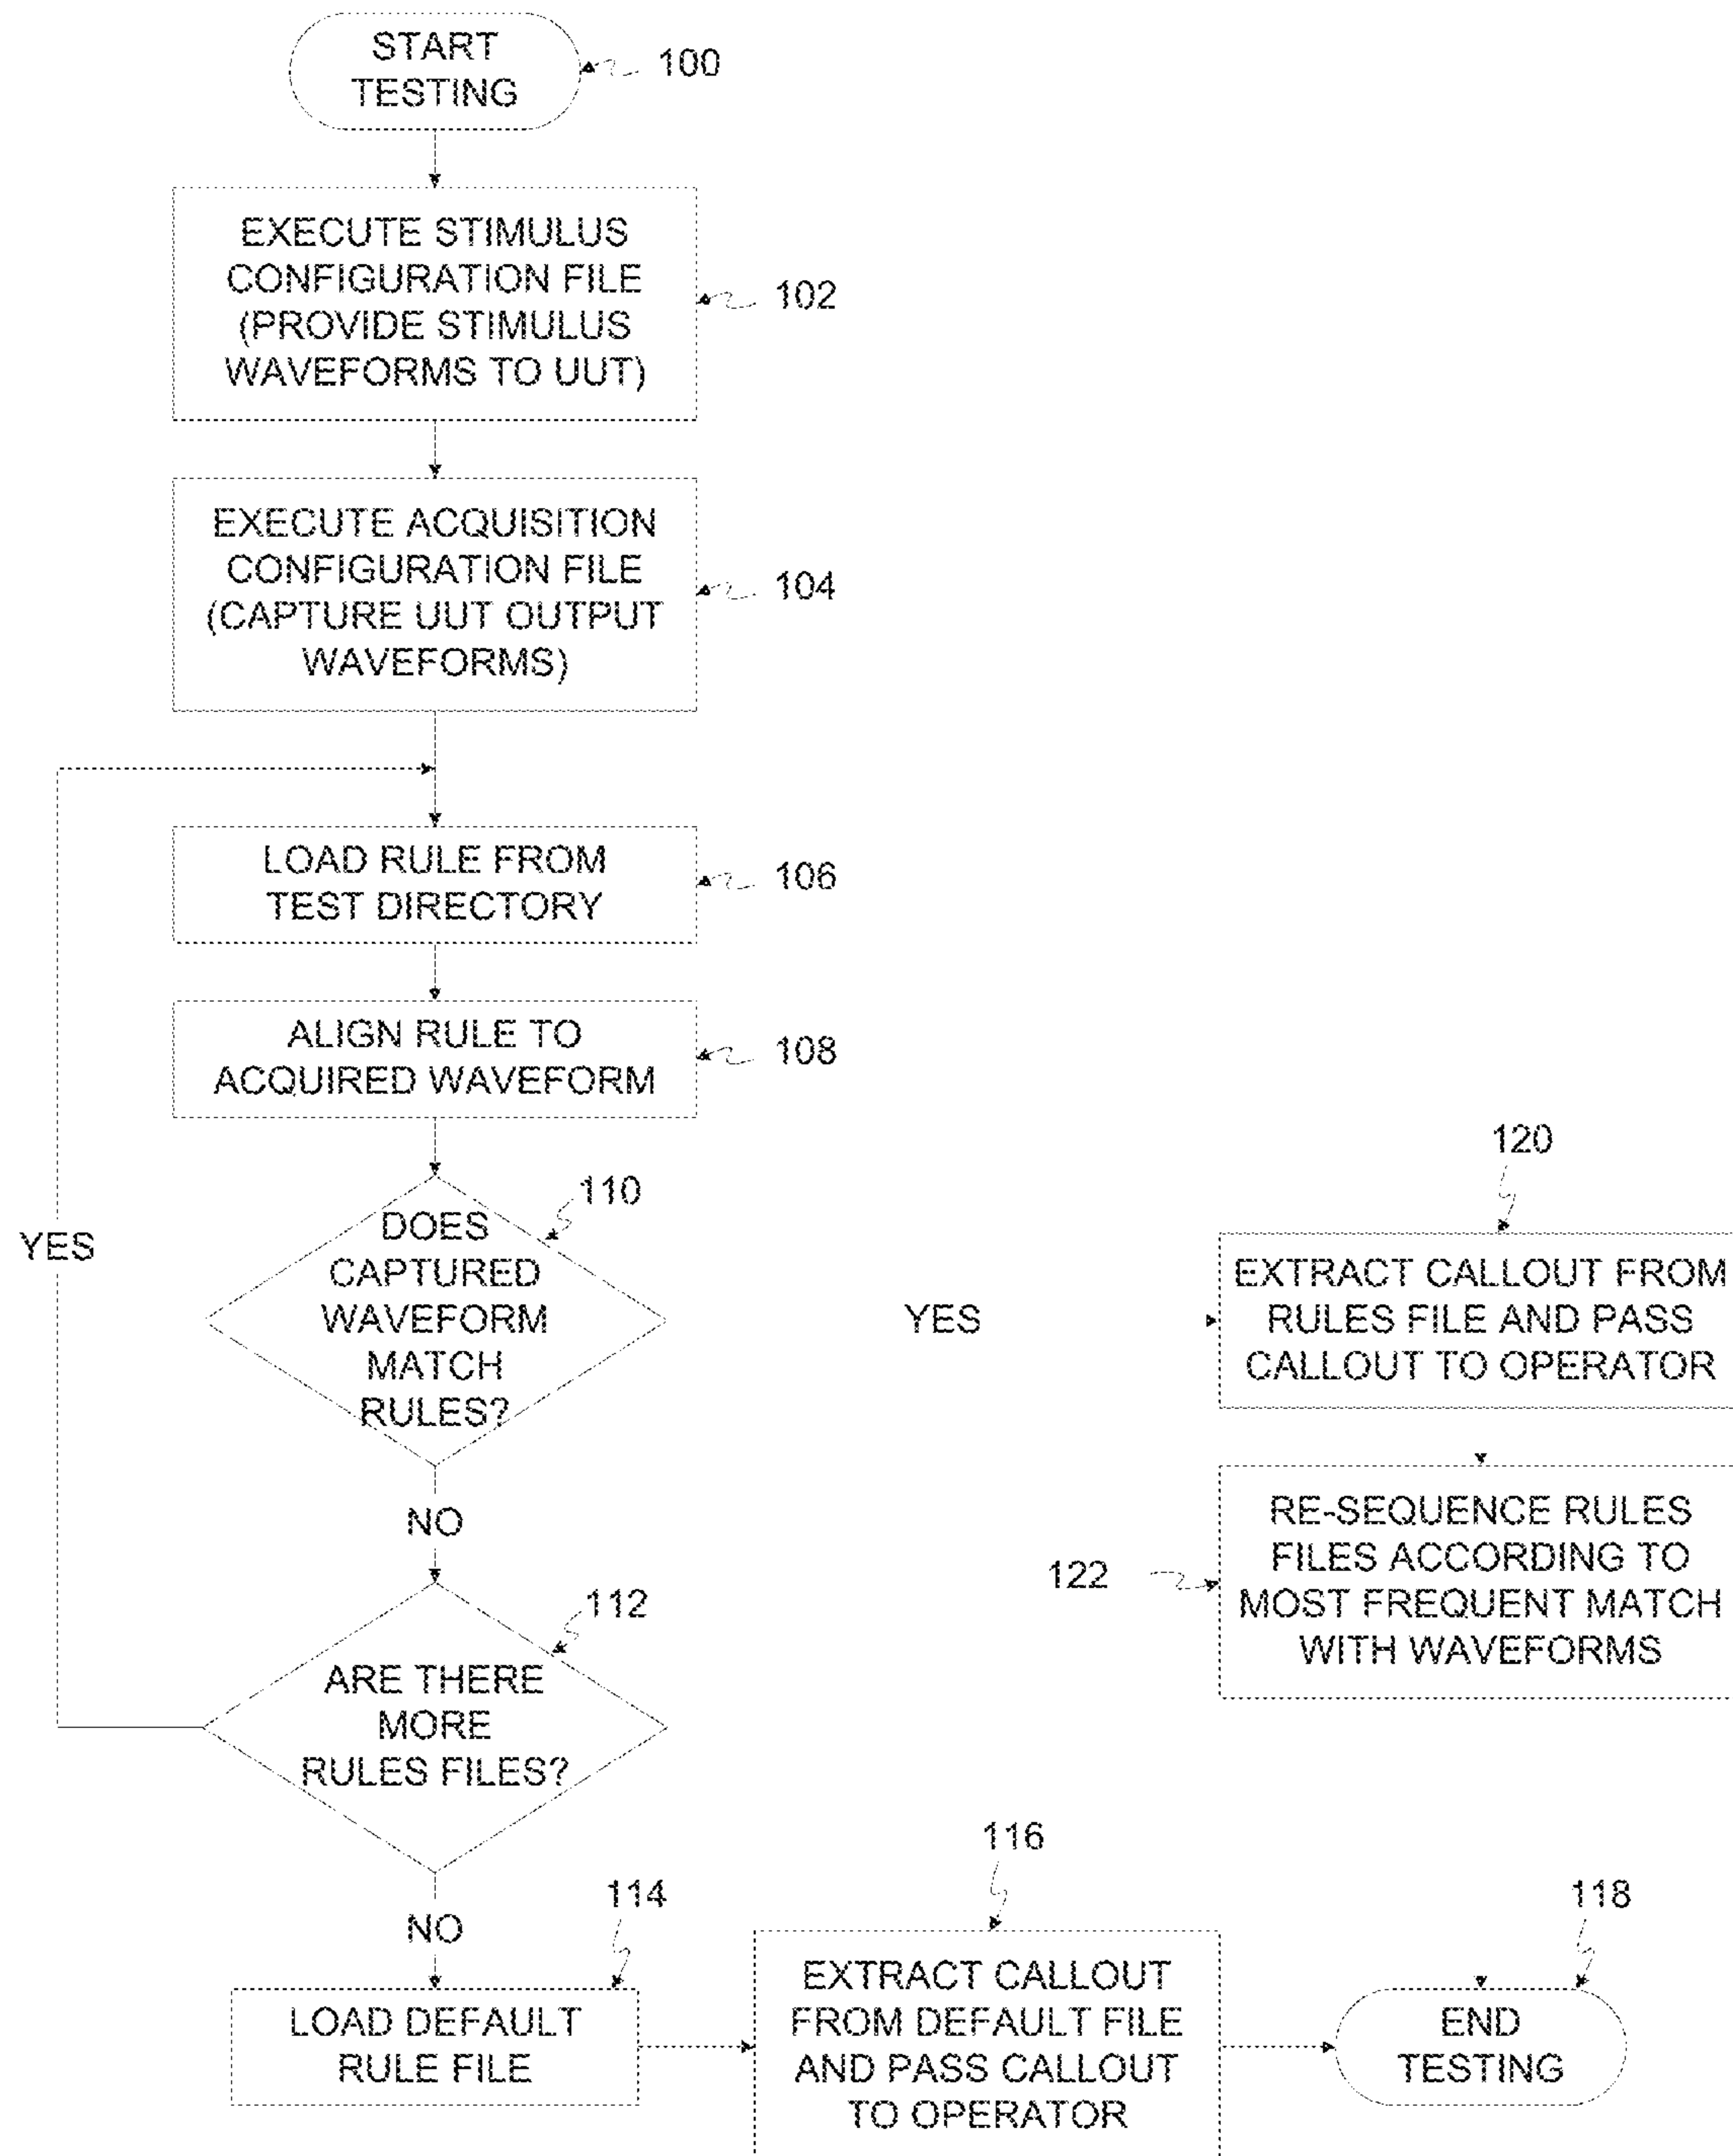 START
TESTING
100
EXECUTE STIMULUS
CONFIGURATION FILE
(PROVIDE STIMULUS
WAVEFORMS TO UUT)
102
EXECUTE ACQUISITION
CONFIGURATION FILE
(CAPTURE UUT OUTPUT
WAVEFORMS)
104
LOAD RULE FROM
TEST DIRECTORY
106
ALIGN RULE TO
ACQUIRED WAVEFORM
108
DOES
CAPTURED
WAVEFORM
MATCH
RULES?
110
YES
YES
120
EXTRACT CALLOUT FROM
RULES FILE AND PASS
CALLOUT TO OPERATOR
NO
122
RE-SEQUENCE RULES
FILES ACCORDING TO
MOST FREQUENT MATCH
WITH WAVEFORMS
ARE THERE
MORE
RULES FILES?
112
NO
114
LOAD DEFAULT
RULE FILE
116
EXTRACT CALLOUT
FROM DEFAULT FILE
AND PASS CALLOUT
TO OPERATOR
118
END
TESTING